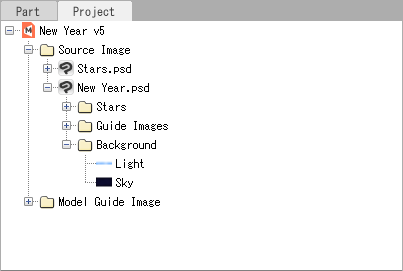 Part Project
New Year v5
Source Image
Stars.psd
New Year.psd
Stars
Guide Images
Background
Light
Sky
Model Guide Image